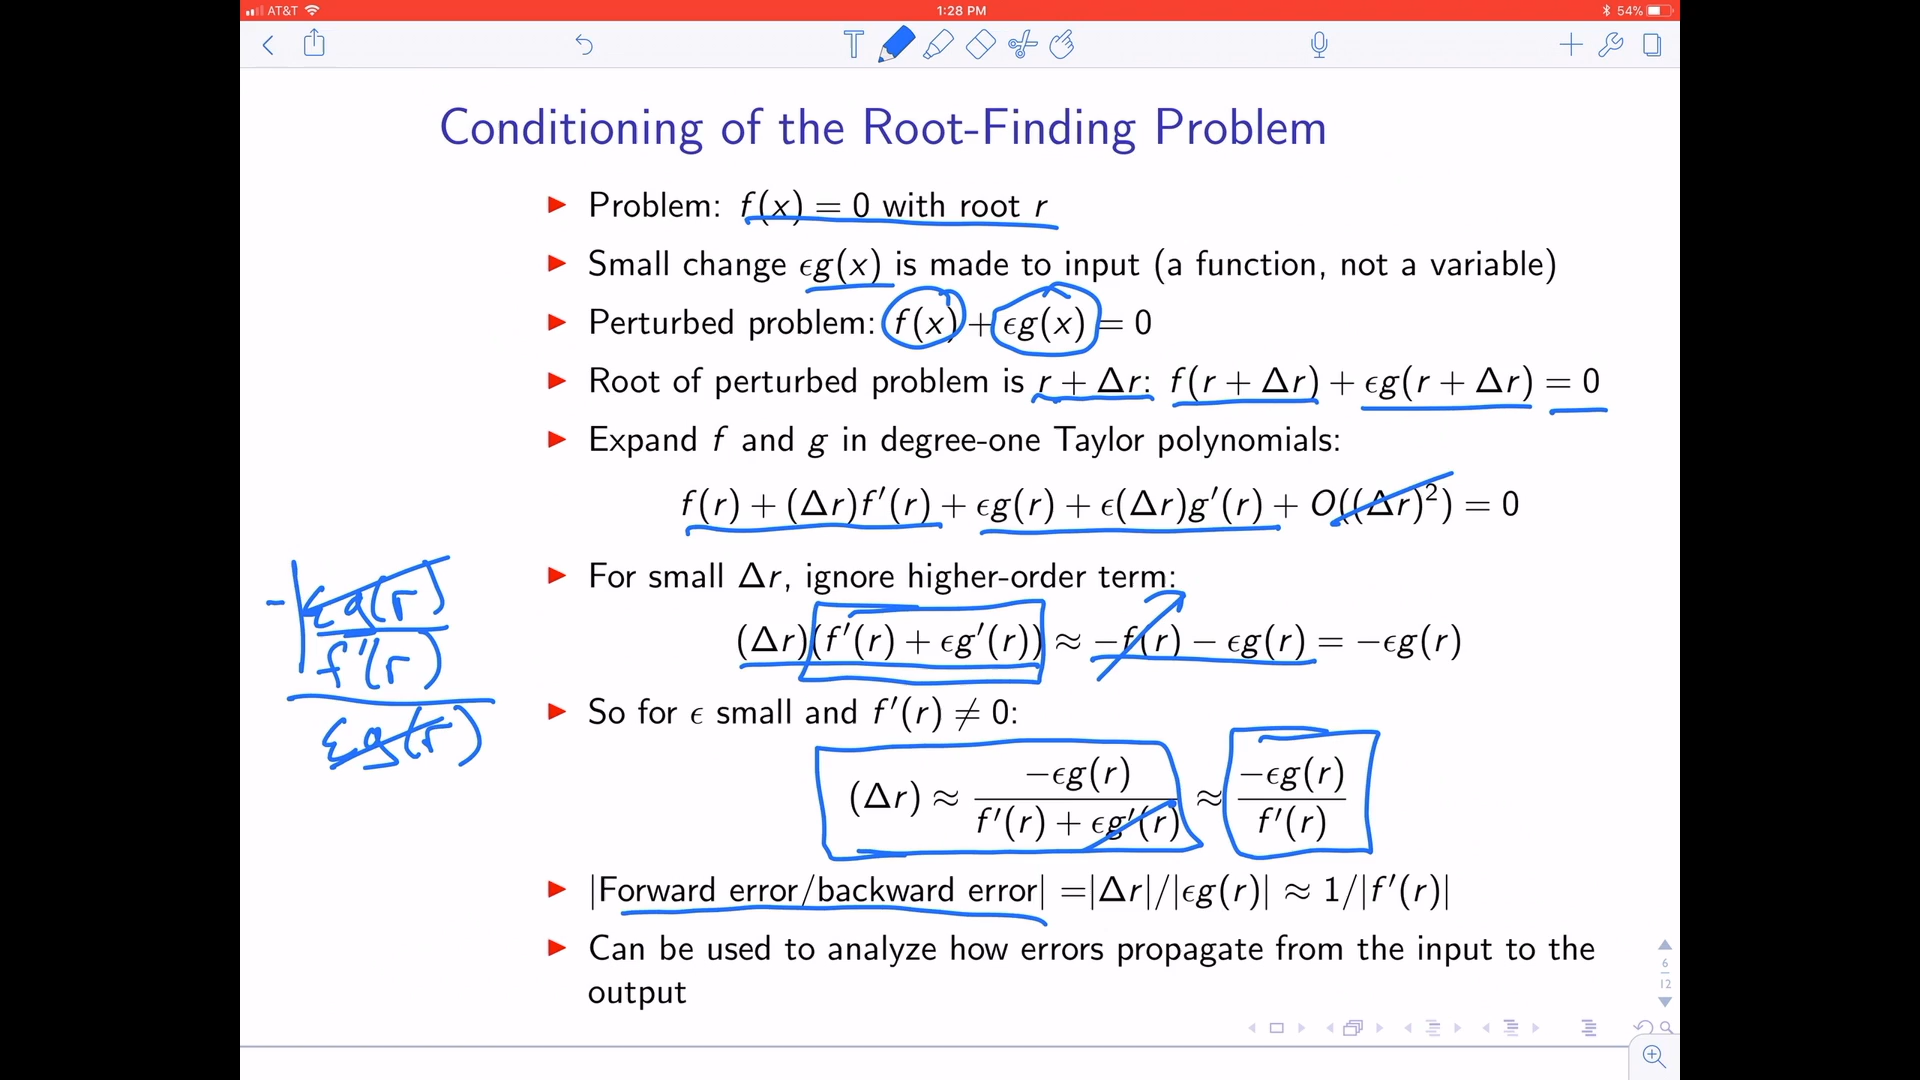 AT&T 1:28 PM 54%
T
Conditioning of the Root-Finding Problem
► Problem: f(x) = 0 with root r
► Small change ϵg(x) is made to input (a function, not a variable)
► Perturbed problem: f(x) + ϵg(x) = 0
► Root of perturbed problem is r + Δr: f(r + Δr) + ϵg(r + Δr) = 0
► Expand f and g in degree-one Taylor polynomials:
f(r) + (Δr)f′(r) + ϵg(r) + ϵ(Δr)g′(r) + O((Δr)²) = 0
► For small Δr, ignore higher-order term:
(Δr)(f′(r) + ϵg′(r)) ≈ −f(r) − ϵg(r) = −ϵg(r)
► So for ϵ small and f′(r) ≠ 0:
(Δr) ≈ −ϵg(r) / f′(r) + ϵg′(r) ≈ −ϵg(r) / f′(r)
► |Forward error/backward error| =|Δr|/|ϵg(r)| ≈ 1/|f′(r)|
► Can be used to analyze how errors propagate from the input to the
output
- | εg(r)
f′(r)
εg(r)
6
12